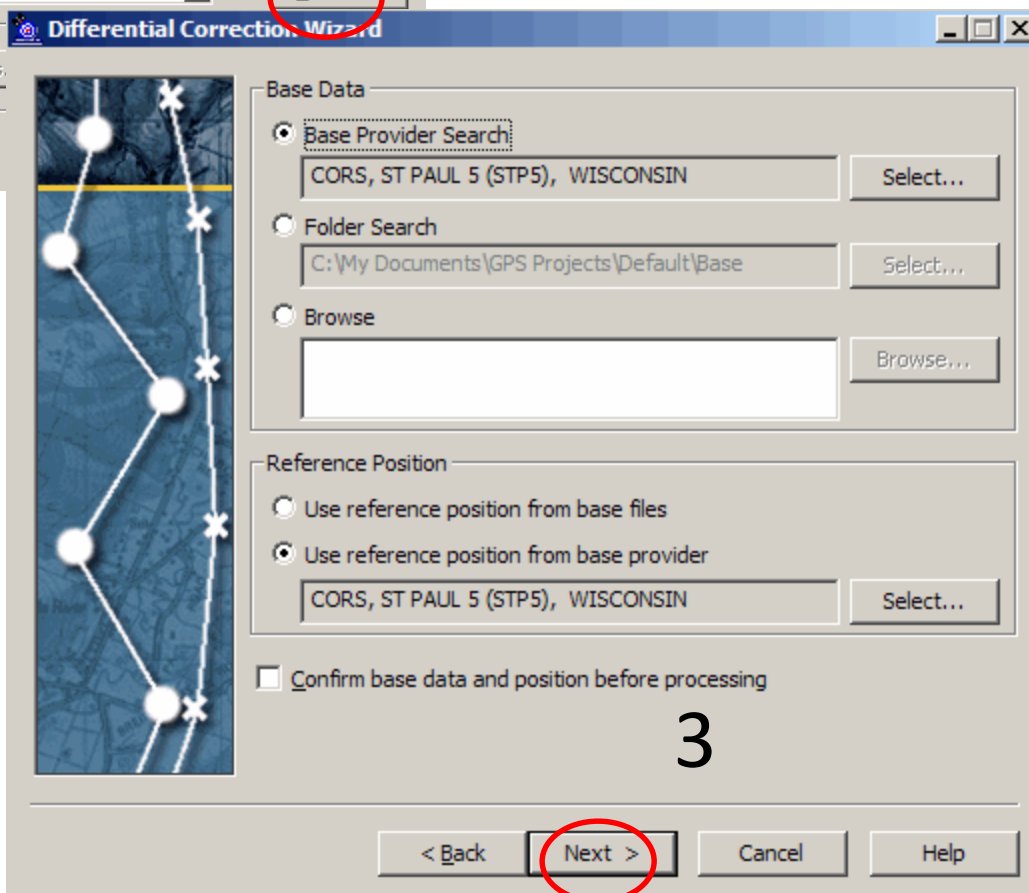 Differential Correction Wizard
Base Data
Base Provider Search
CORS, ST PAUL 5 (STP5), WISCONSIN
Select...
Folder Search
C:\My Documents\GPS Projects\Default\Base
Select...
Browse
Browse...
Reference Position
Use reference position from base files
Use reference position from base provider
CORS, ST PAUL 5 (STP5), WISCONSIN
Select...
Confirm base data and position before processing
3
< Back
Next >
Cancel
Help